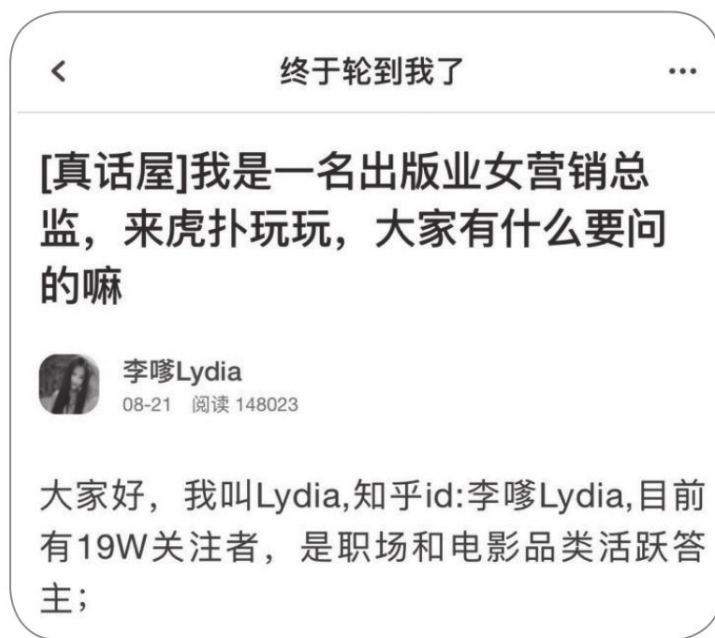 终于轮到我了
[真话屋]我是一名出版业女营销总
监，来虎扑玩玩，大家有什么要问
的嘛
李嗲Lydia
08-21 阅读 148023
大家好，我叫Lydia,知乎id:李嗲Lydia,目前
有19W关注者，是职场和电影品类活跃答
主；